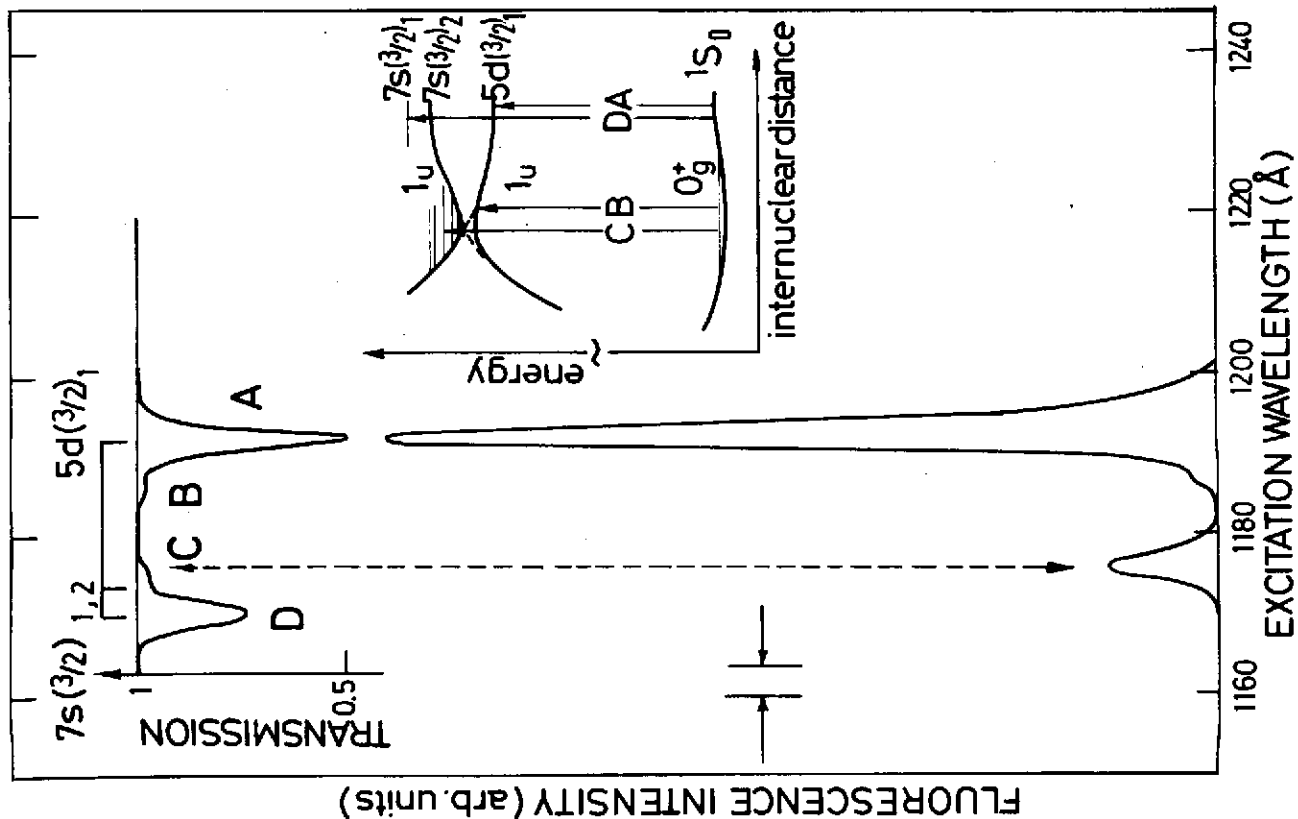 7s(3/2) 1,2 5d(3/2)₁
TRANSMISSION
1
0.5
D
C
B
A
energy
~
internuclear distance
7s(3/2)₁
7s(3/2)₂
5d(3/2)₁
1u
1u
0g+
¹S₀
C B
D A
FLUORESCENCE INTENSITY (arb. units)
1160 1180 1200 1220 1240
EXCITATION WAVELENGTH (Å)